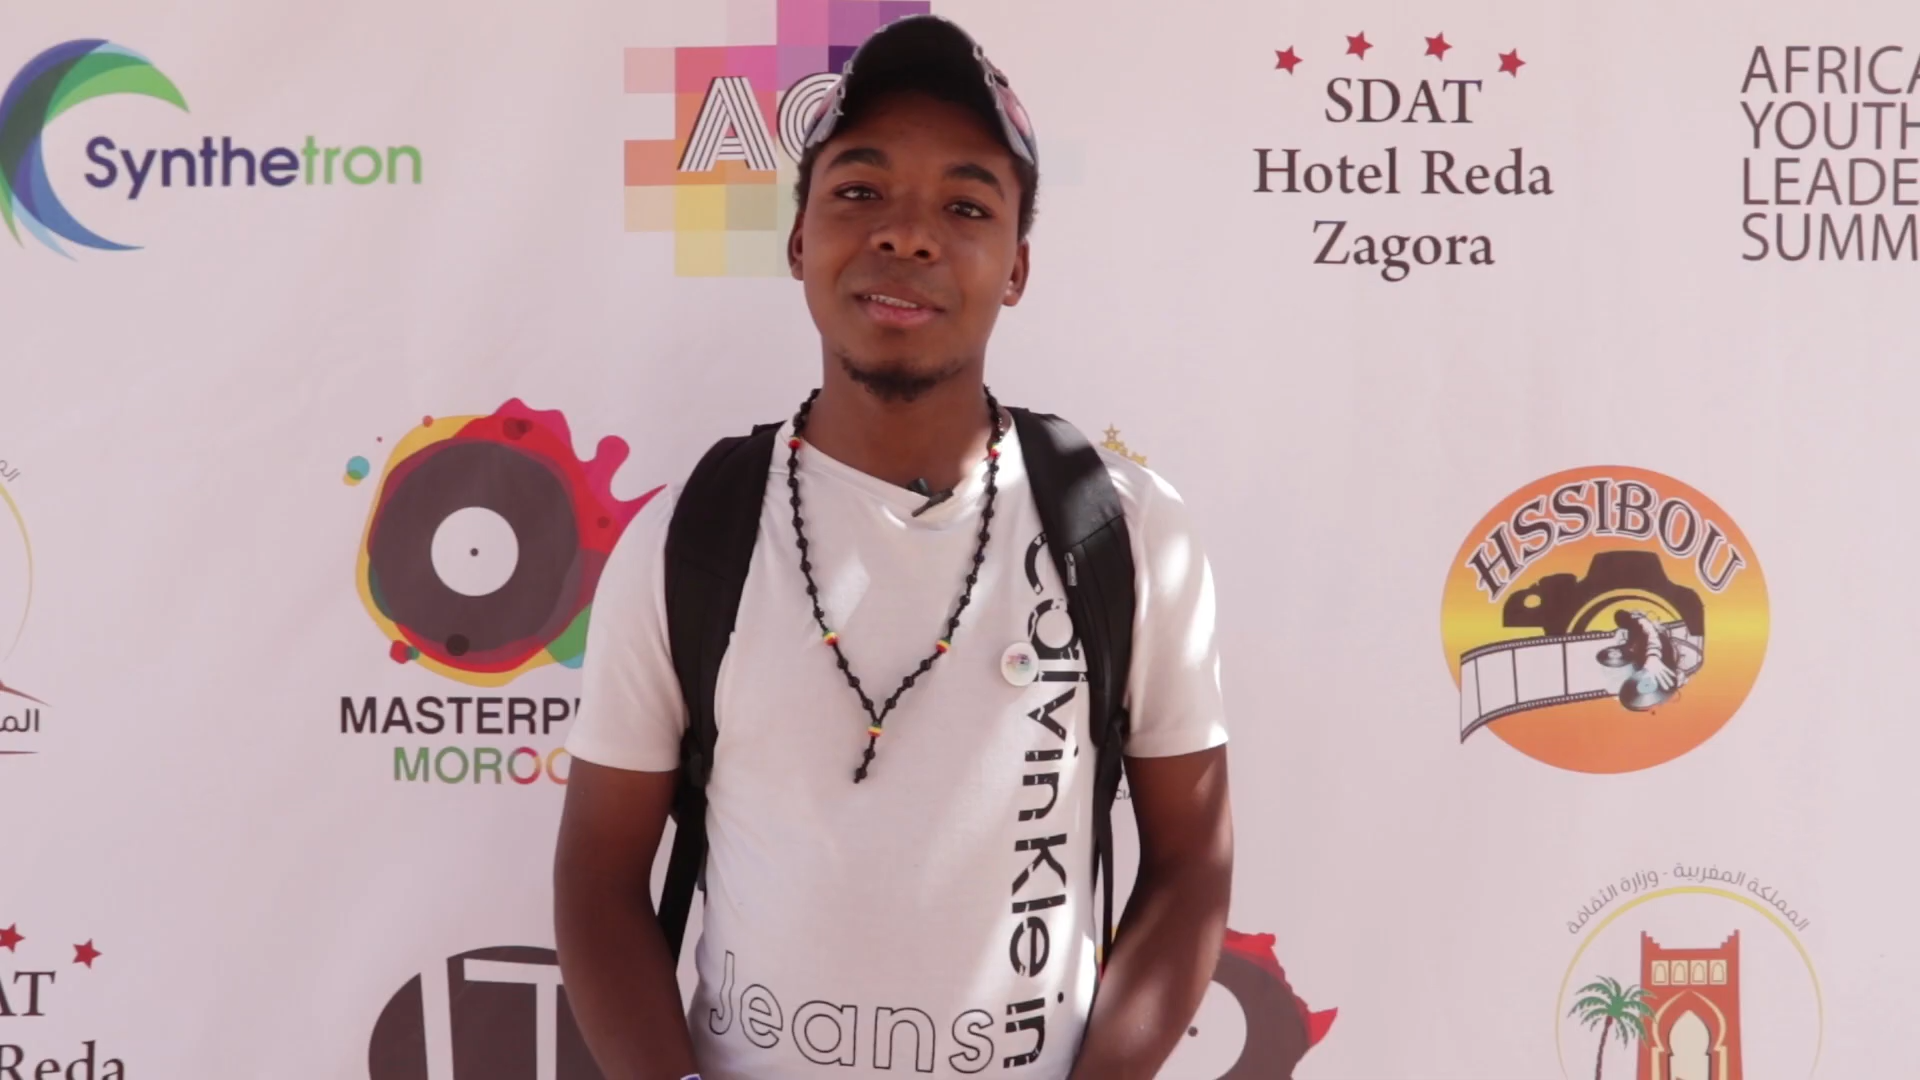 Synthetron
SDAT
Hotel Reda
Zagora
AFRICA
YOUTH
LEADE
SUMM
HSSIBOU
MASTERPI
MOROC
Calvin Klein
Jeans
المملكة المغربية - وزارة الثقافة
AT
Reda